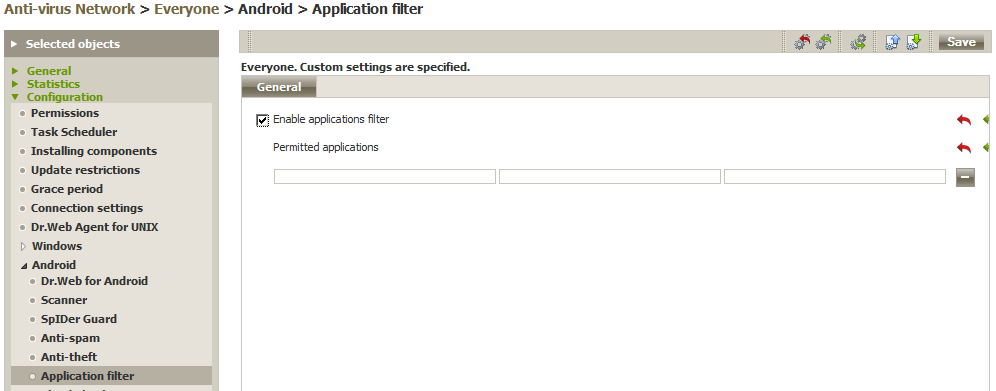 Anti-virus Network > Everyone > Android > Application filter
Selected objects
General
Statistics
Configuration
Permissions
Task Scheduler
Installing components
Update restrictions
Grace period
Connection settings
Dr.Web Agent for UNIX
Windows
Android
Dr.Web for Android
Scanner
SpIDer Guard
Anti-spam
Anti-theft
Application filter
Save
Everyone. Custom settings are specified.
General
Enable applications filter
Permitted applications